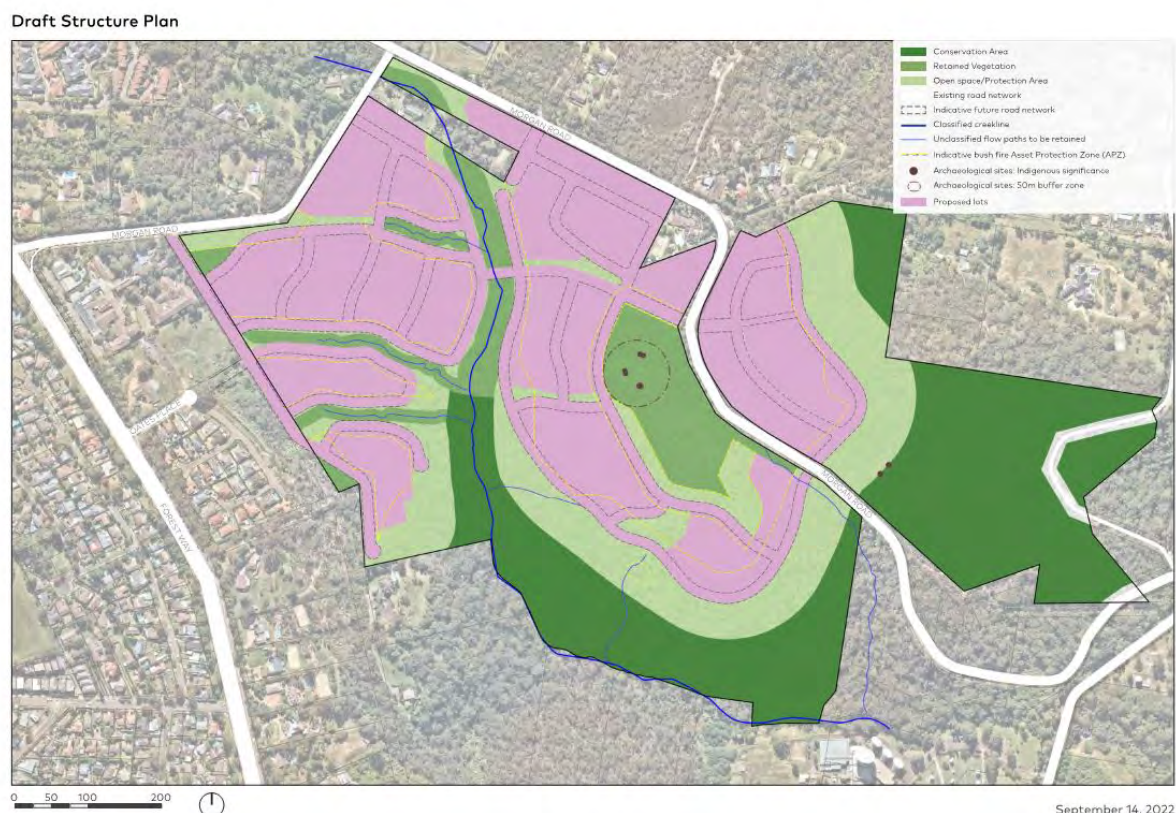 Draft Structure Plan
Conservation Area
Retained Vegetation
Open space/Protection Area
Existing road network
Indicative future road network
Classified creekline
Unclassified flow paths to be retained
Indicative bush fire Asset Protection Zone (APZ)
Archaeological sites: Indigenous significance
Archaeological sites: 50m buffer zone
Proposed lots
MORGAN ROAD
MORGAN ROAD
PLACE
FOREST WAY
MORGAN ROAD
0 50 100 200
September 14, 2022